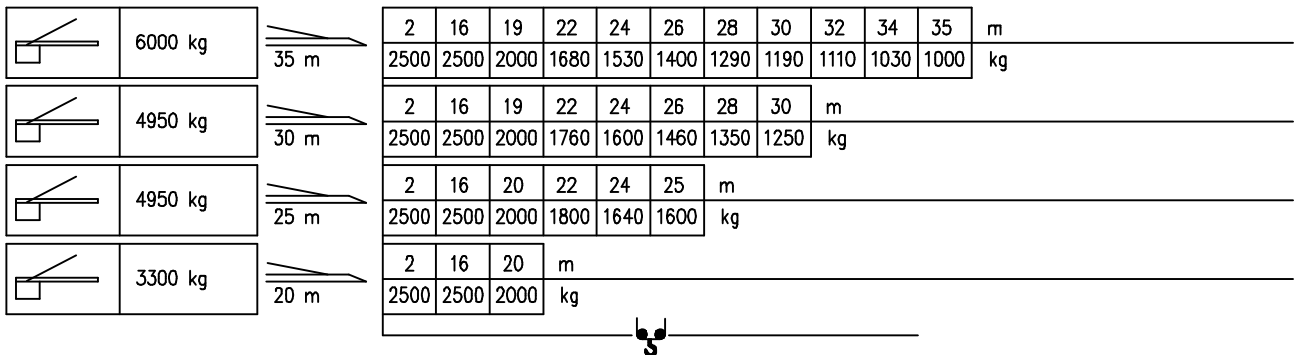 6000 kg 35 m 2 16 19 22 24 26 28 30 32 34 35 m
2500 2500 2000 1680 1530 1400 1290 1190 1110 1030 1000 kg
4950 kg 30 m 2 16 19 22 24 26 28 30 m
2500 2500 2000 1760 1600 1460 1350 1250 kg
4950 kg 25 m 2 16 20 22 24 25 m
2500 2500 2000 1800 1640 1600 kg
3300 kg 20 m 2 16 20 m
2500 2500 2000 kg